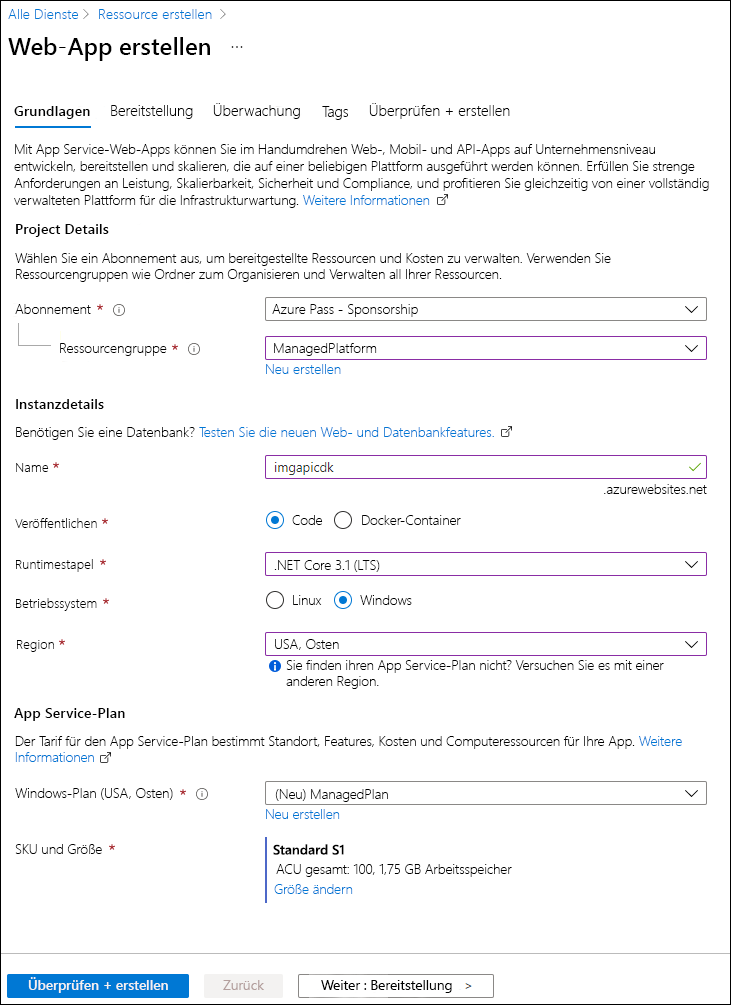 Alle Dienste > Ressource erstellen >
Web-App erstellen ...
Grundlagen Bereitstellung Überwachung Tags Überprüfen + erstellen
Mit App Service-Web-Apps können Sie im Handumdrehen Web-, Mobil- und API-Apps auf Unternehmensniveau
entwickeln, bereitstellen und skalieren, die auf einer beliebigen Plattform ausgeführt werden können. Erfüllen Sie strenge
Anforderungen an Leistung, Skalierbarkeit, Sicherheit und Compliance, und profitieren Sie gleichzeitig von einer vollständig
verwalteten Plattform für die Infrastrukturwartung. Weitere Informationen
Project Details
Wählen Sie ein Abonnement aus, um bereitgestellte Ressourcen und Kosten zu verwalten. Verwenden Sie
Ressourcengruppen wie Ordner zum Organisieren und Verwalten all Ihrer Ressourcen.
Abonnement * Azure Pass - Sponsorship
Ressourcengruppe * ManagedPlatform
Neu erstellen
Instanzdetails
Benötigen Sie eine Datenbank? Testen Sie die neuen Web- und Datenbankfeatures.
Name * imgapicdk
.azurewebsites.net
Veröffentlichen * Code Docker-Container
Runtimestapel * .NET Core 3.1 (LTS)
Betriebssystem * Linux Windows
Region * USA, Osten
Sie finden ihren App Service-Plan nicht? Versuchen Sie es mit einer
anderen Region.
App Service-Plan
Der Tarif für den App Service-Plan bestimmt Standort, Features, Kosten und Computeressourcen für Ihre App. Weitere
Informationen
Windows-Plan (USA, Osten) * (Neu) ManagedPlan
Neu erstellen
SKU und Größe * Standard S1
ACU gesamt: 100, 1,75 GB Arbeitsspeicher
Größe ändern
Überprüfen + erstellen Zurück Weiter : Bereitstellung >